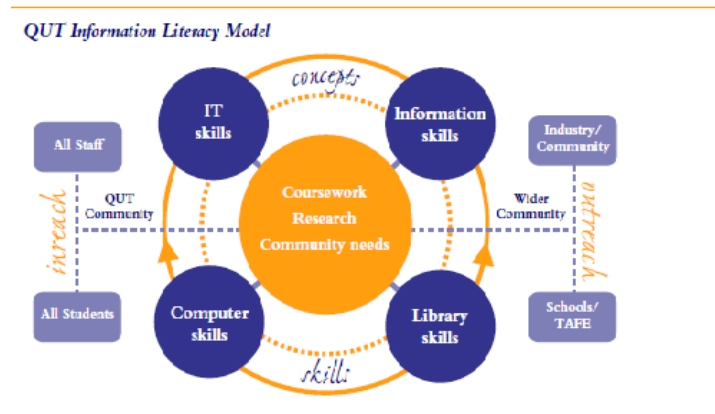 QUT Information Literacy Model
concepts
IT
skills
Information
skills
All Staff
Industry/
Community
inreach
QUT
Community
Coursework
Research
Community needs
Wider
Community
outreach
All Students
Computer
skills
Library
skills
Schools/
TAFE
skills